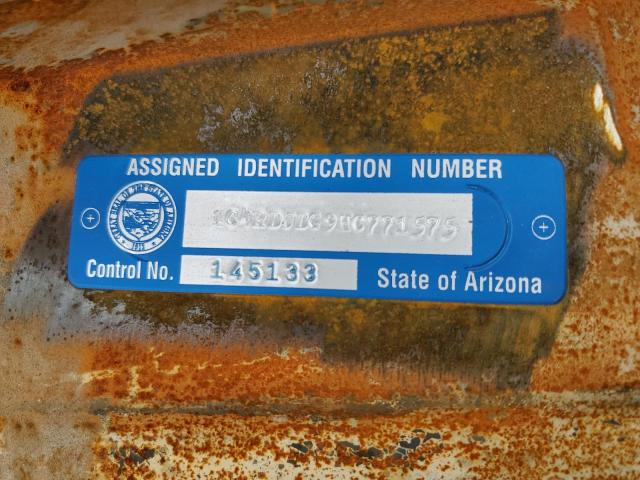 ASSIGNED IDENTIFICATION NUMBER
Control No. 145133
State of Arizona